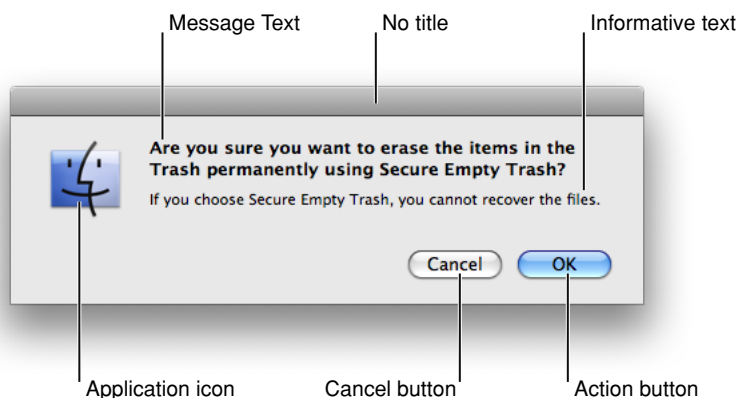 Message Text
No title
Informative text
Are you sure you want to erase the items in the
Trash permanently using Secure Empty Trash?
If you choose Secure Empty Trash, you cannot recover the files.
Cancel
OK
Application icon
Cancel button
Action button